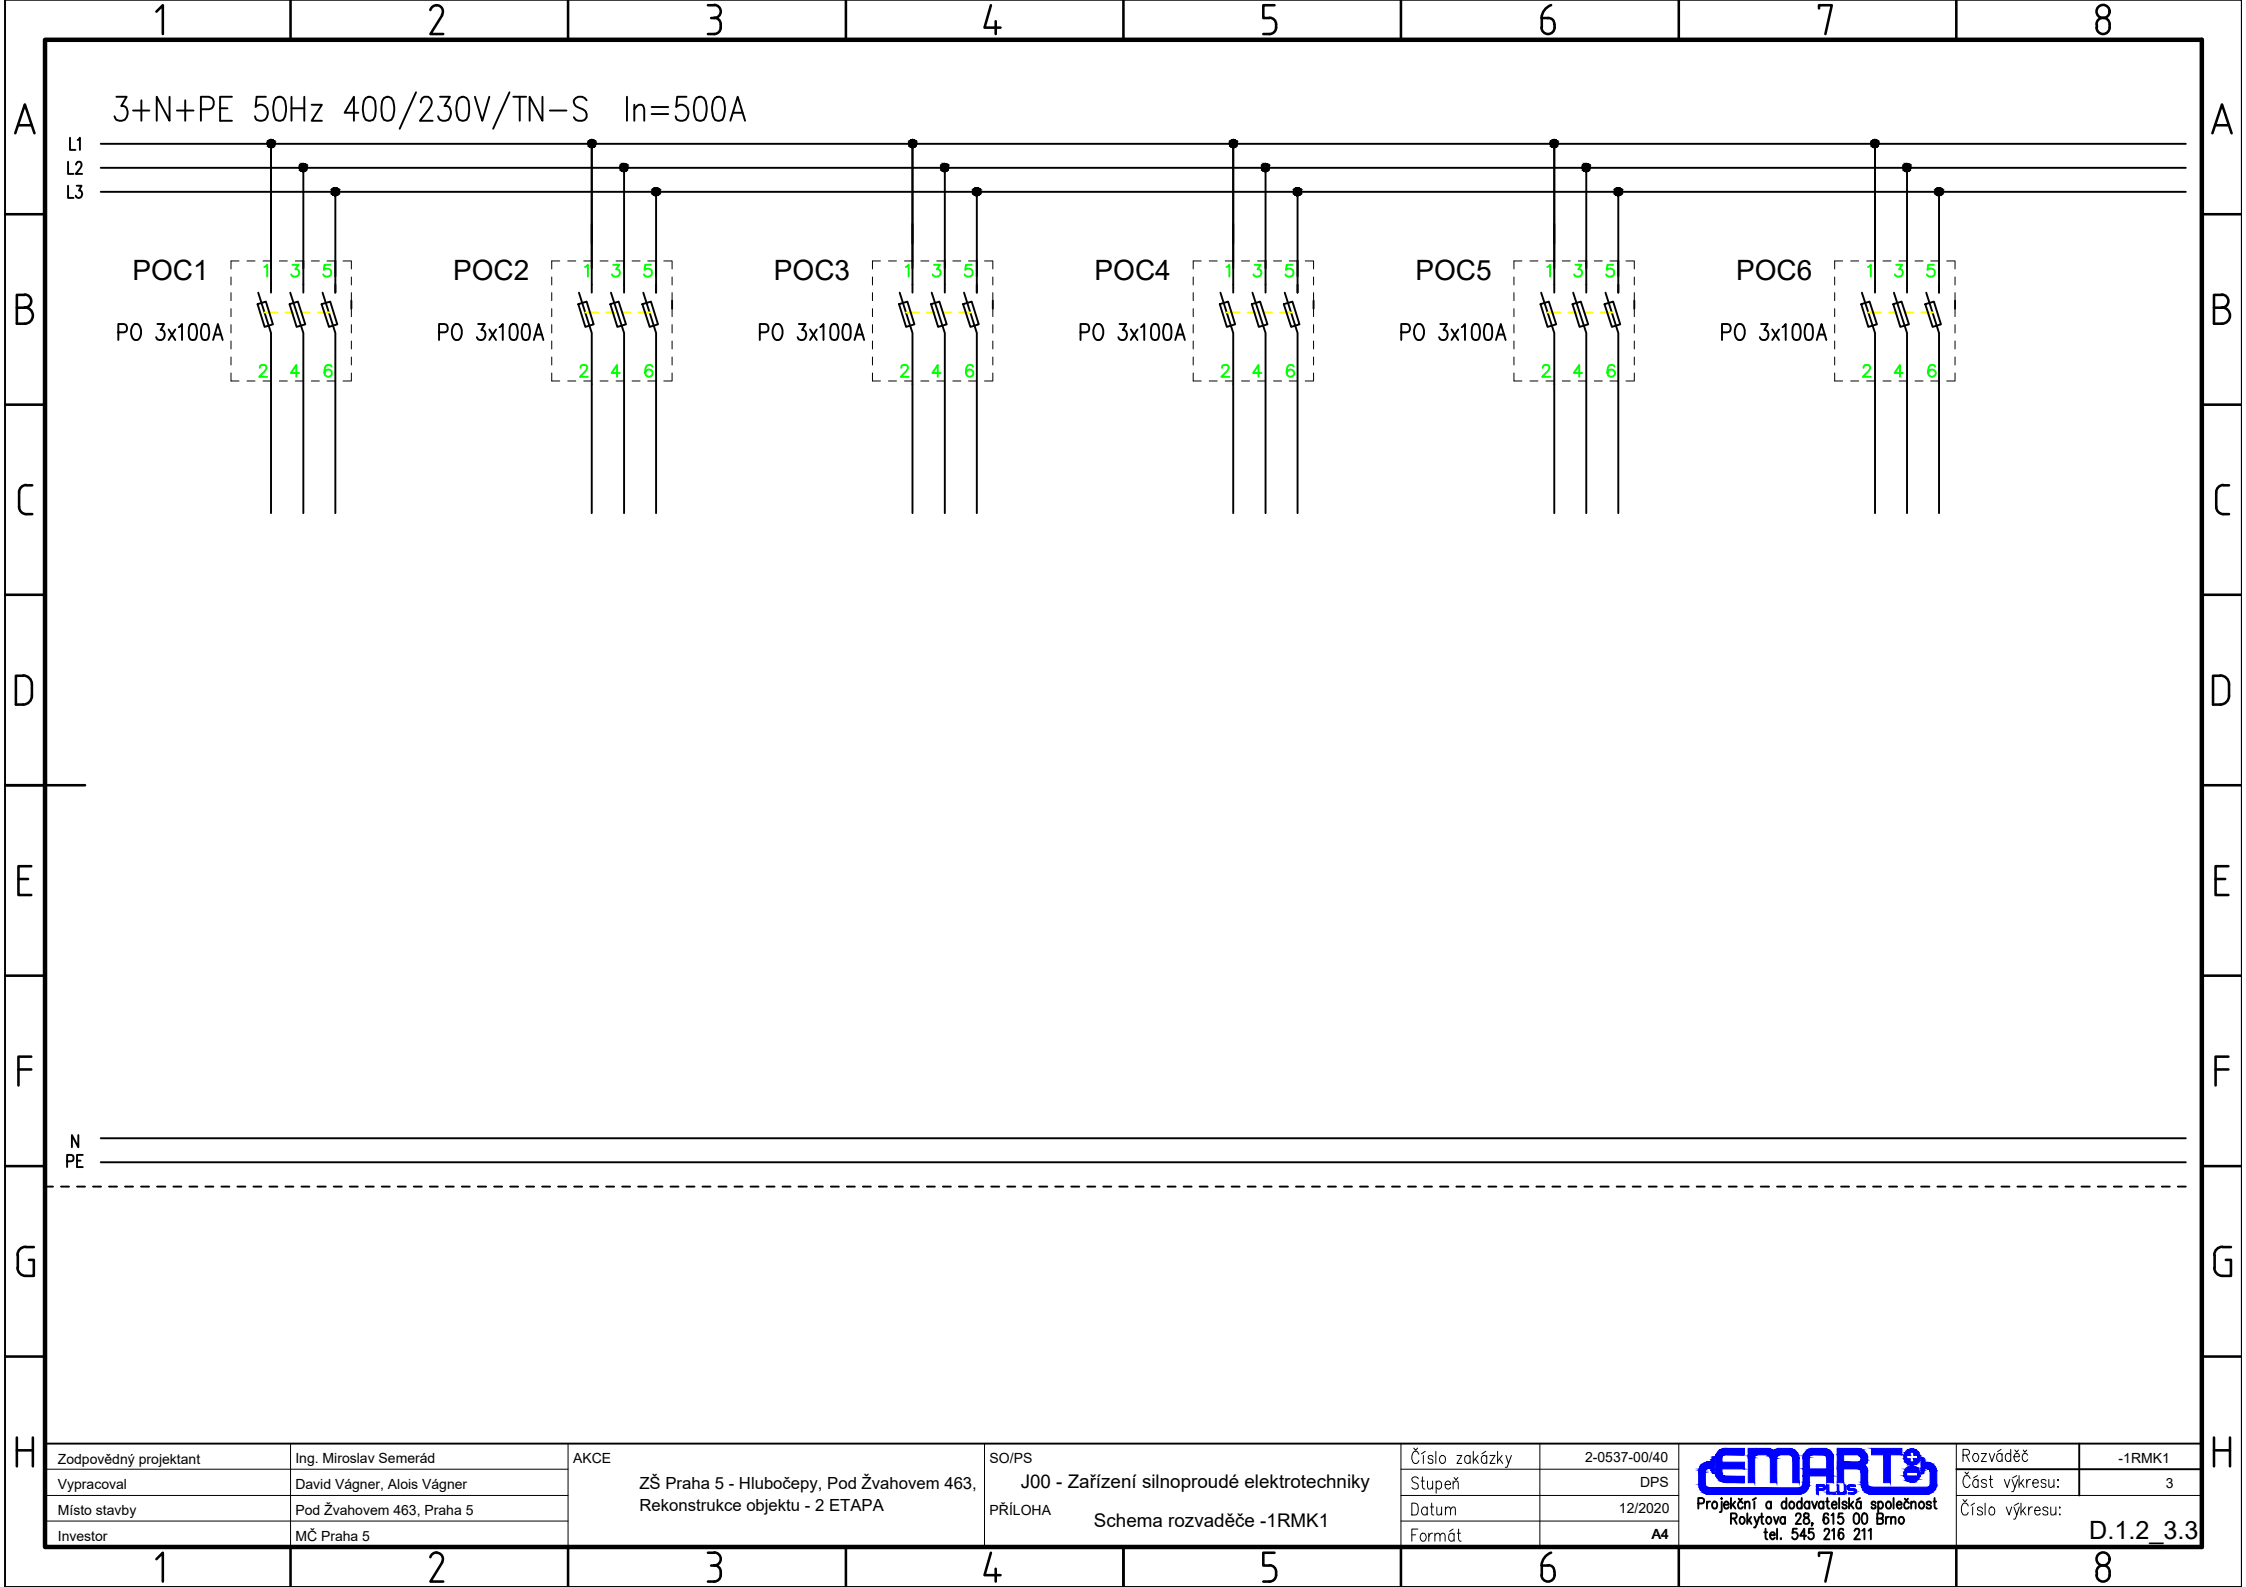 1 2 3 4 5 6 7 8
A A
3+N+PE 50Hz 400/230V/TN-S In=500A
L1
L2
L3
B B
POC1 1 3 5 POC2 1 3 5 POC3 1 3 5 POC4 1 3 5 POC5 1 3 5 POC6 1 3 5
PO 3x100A PO 3x100A PO 3x100A PO 3x100A PO 3x100A PO 3x100A
2 4 6 2 4 6 2 4 6 2 4 6 2 4 6 2 4 6
C C
D D
E E
F F
N
PE
G G
H H
Zodpovědný projektant Ing. Miroslav Semerád
Vypracoval David Vágner, Alois Vágner
Místo stavby Pod Žvahovem 463, Praha 5
Investor MČ Praha 5
AKCE
ZŠ Praha 5 - Hlubočepy, Pod Žvahovem 463,
Rekonstrukce objektu - 2 ETAPA
SO/PS
J00 - Zařízení silnoproudé elektrotechniky
PŘÍLOHA
Schema rozvaděče -1RMK1
Číslo zakázky 2-0537-00/40
Stupeň DPS
Datum 12/2020
Formát A4
EMART
PLUS
Projekční a dodavatelská společnost
Rokytova 28, 615 00 Brno
tel. 545 216 211
Rozváděč -1RMK1
Část výkresu: 3
Číslo výkresu:
D.1.2_3.3
1 2 3 4 5 6 7 8